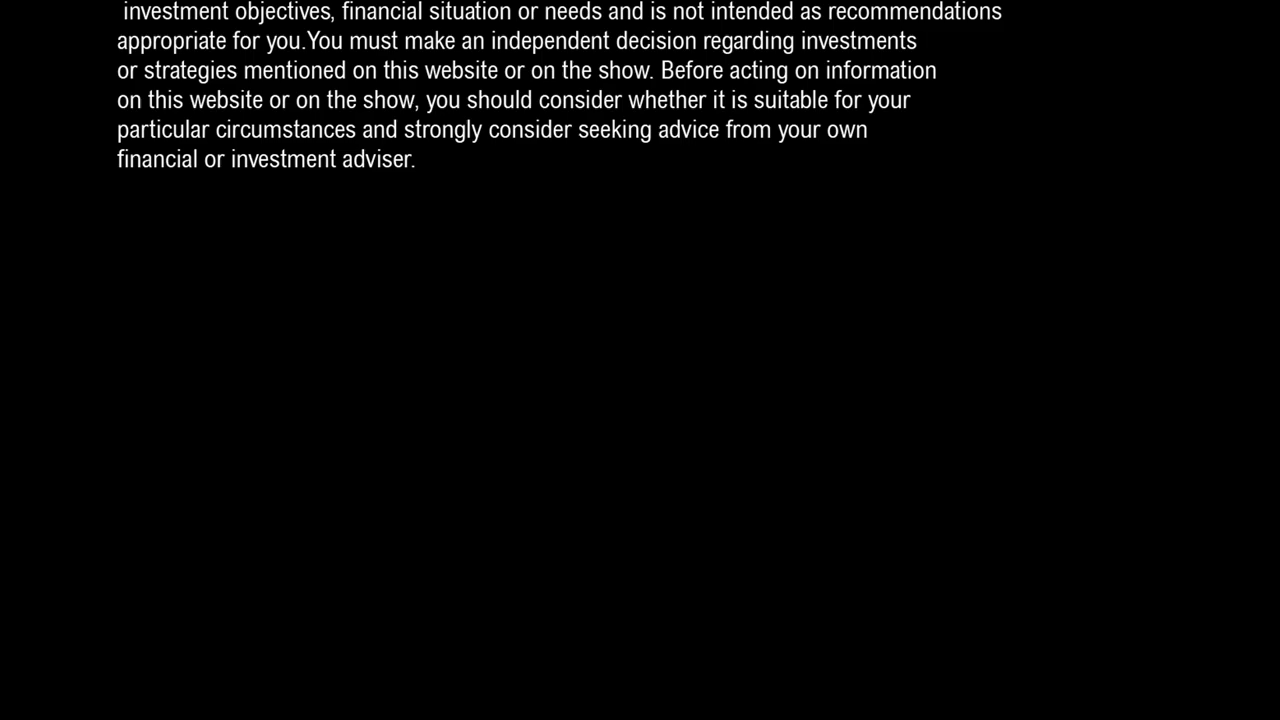 investment objectives, financial situation or needs and is not intended as recommendations
appropriate for you.You must make an independent decision regarding investments
or strategies mentioned on this website or on the show. Before acting on information
on this website or on the show, you should consider whether it is suitable for your
particular circumstances and strongly consider seeking advice from your own
financial or investment adviser.